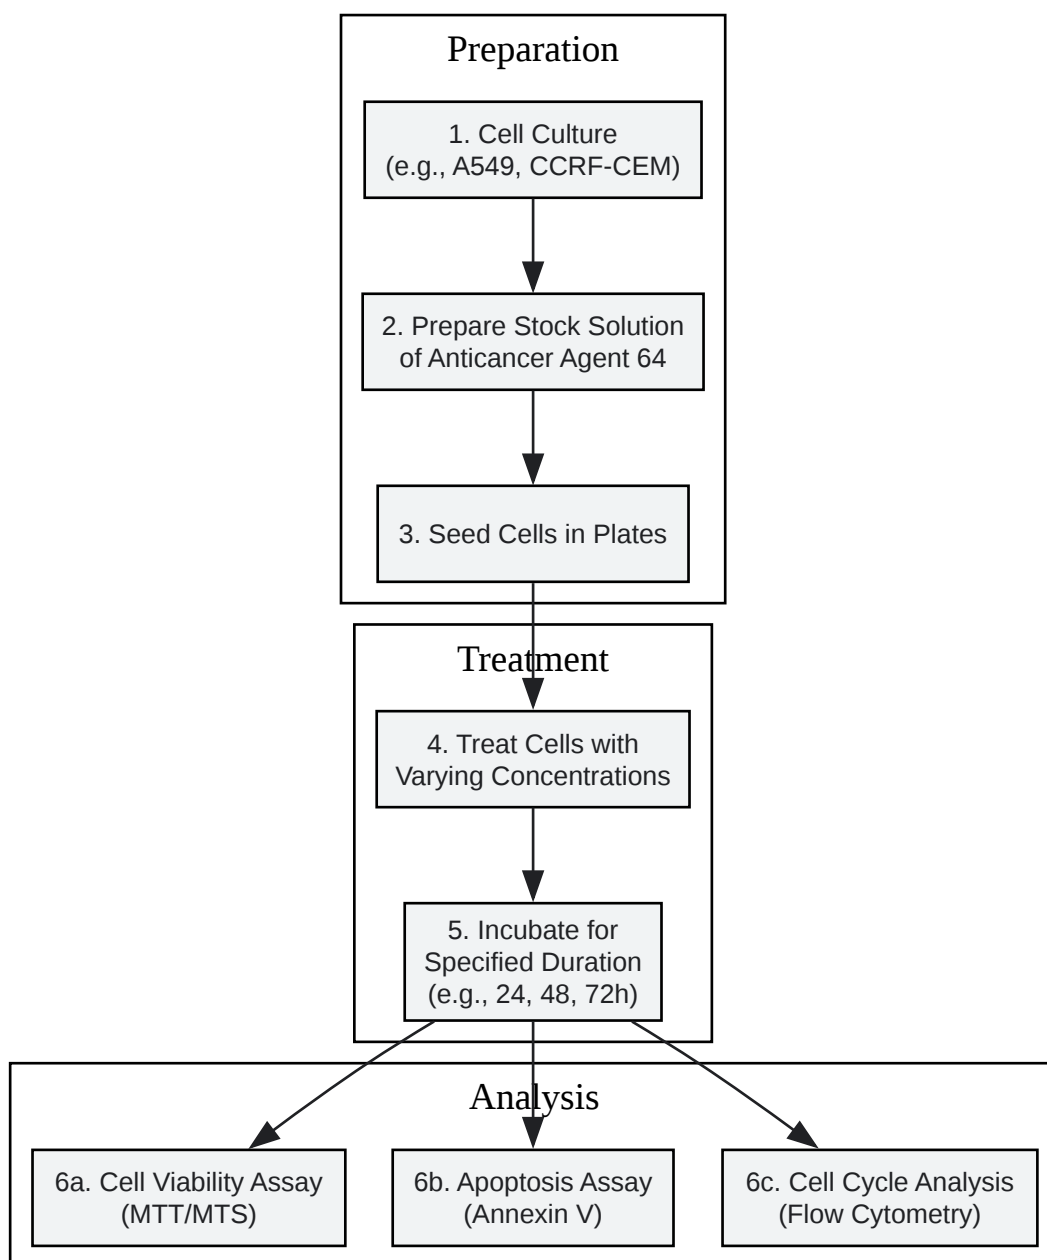 Preparation
1. Cell Culture
(e.g., A549, CCRF-CEM)
2. Prepare Stock Solution
of Anticancer Agent 64
3. Seed Cells in Plates
Treatment
4. Treat Cells with
Varying Concentrations
5. Incubate for
Specified Duration
(e.g., 24, 48, 72h)
Analysis
6a. Cell Viability Assay
(MTT/MTS)
6b. Apoptosis Assay
(Annexin V)
6c. Cell Cycle Analysis
(Flow Cytometry)